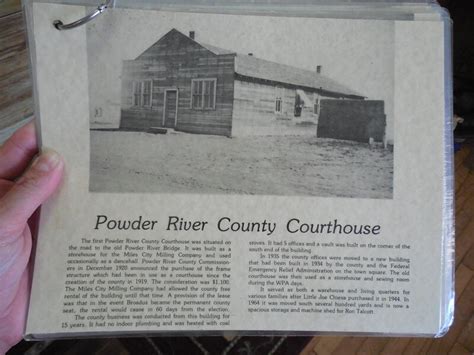 Powder River County Courthouse
The first Powder River County Courthouse was situated on
the road to the old Powder River Bridge. It was built as a
storehouse for the Miles City Milling Company and used
occasionally as a dancehall. Powder River County Commission-
ers in December 1920 announced the purchase of the frame
structure which had been in use as a courthouse since the
creation of the county in 1919. The consideration was $1,100.
The Miles City Milling Company allowed the county free
rental of the building until that time. A provision of the lease
was that in the event Broadus became the permanent county
seat, the rental would cease in 60 days from the election.
The county business was conducted from this building for
15 years. It had no indoor plumbing and was heated with coal
stoves. It had 5 offices and a vault was built on the corner of the
south end of the building.
In 1935 the county offices were moved to a new building
that had been built in 1934 by the county and the Federal
Emergency Relief Administration on the town square. The old
courthouse was then used as a storehouse and sewing room
during the WPA days.
It served as both a warehouse and living quarters for
various families after Little Joe Olsen purchased it in 1944. In
1964 it was moved south several hundred yards and is now a
spacious storage and machine shed for Ron Talcott.